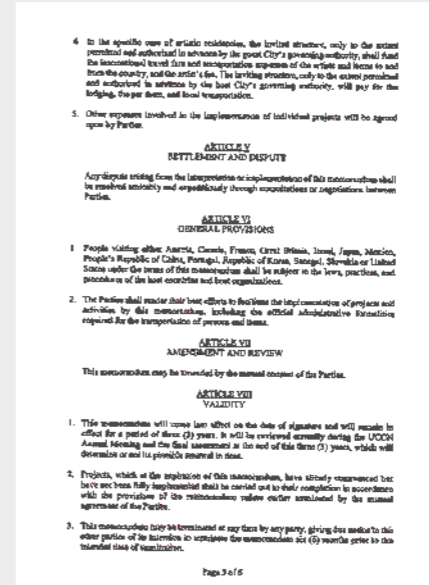 4. In the specific case of artistic residencies, the invited structure, only to the extent
permitted and authorized in advance by the guest City's governing authority, shall fund
the international travel fare and transportation expenses of the artists and items to and
from the country, and the artist's fee. The inviting structure, only to the extent permitted
and authorized in advance by the host City's governing authority, will pay for the
lodging, the per diem, and local transportation.
5. Other expenses involved in the implementation of individual projects will be agreed
upon by Parties.
ARTICLE V
SETTLEMENT AND DISPUTE
Any dispute arising from the interpretation or implementation of this memorandum shall
be resolved amicably and expeditiously through consultations or negotiations between
Parties.
ARTICLE VI
GENERAL PROVISIONS
1 People visiting either Austria, Canada, France, Great Britain, Israel, Japan, Mexico,
People's Republic of China, Portugal, Republic of Korea, Senegal, Slovakia or United
States under the terms of this memorandum shall be subject to the laws, practices, and
procedures of the host countries and host organizations.
2. The Parties shall render their best efforts to facilitate the implementation of projects and
activities by this memorandum, including the official administrative formalities
required for the transportation of persons and items.
ARTICLE VII
AMENDMENT AND REVIEW
This memorandum may be amended by the mutual consent of the Parties.
ARTICLE VIII
VALIDITY
1. This memorandum will come into effect on the date of signature and will remain in
effect for a period of three (3) years. It will be reviewed annually during the UCCN
Annual Meeting and the final assessment at the end of this three (3) years, which will
determine or not its possible renewal in time.
2. Projects, which at the expiration of this memorandum, have already commenced but
have not been fully implemented shall be carried out to their completion in accordance
with the provisions of the memorandum unless earlier terminated by the mutual
agreement of the Parties.
3. This memorandum may be terminated at any time by any party, giving due notice to the
other parties of its intention to terminate the memorandum six (6) months prior to the
intended time of termination.
Page 5 of 6